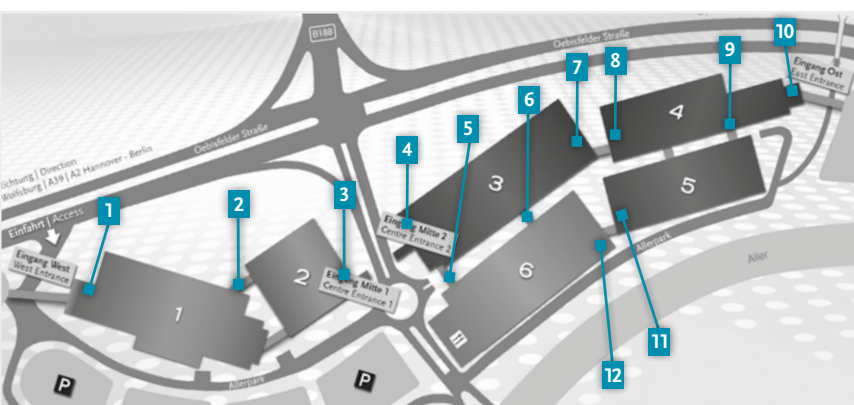 B188
Oebisfelder Straße
10
9
8
7
6
5
4
3
2
1
11
12
Eingang Ost
East Entrance
4
3
5
Oebisfelder Straße
Richtung | Direction
Wolfsburg | A39 | A2 Hannover - Berlin
Einfahrt | Access
Eingang West
West Entrance
Eingang Mitte 2
Centre Entrance 2
Eingang Mitte 1
Centre Entrance 1
1
2
6
Allerpark
Aller
Allerpark
P
P